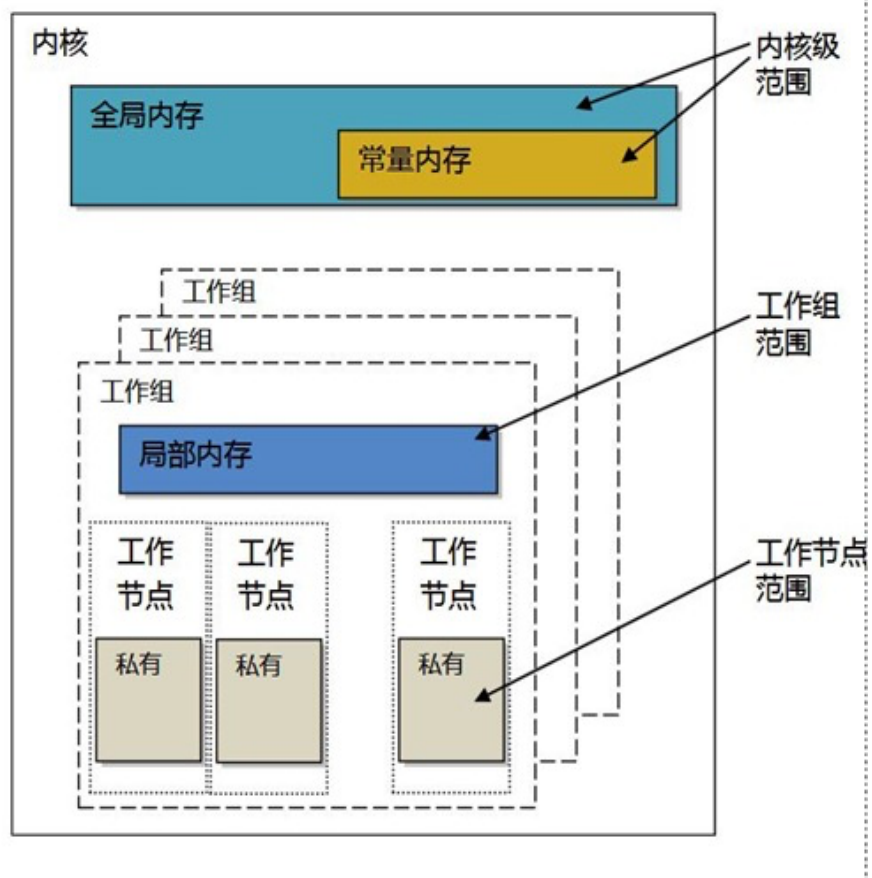 内核
内核级
范围
全局内存
常量内存
工作组
工作组
工作组
工作组
范围
局部内存
工作
节点
工作
节点
工作
节点
工作节点
范围
私有
私有
私有